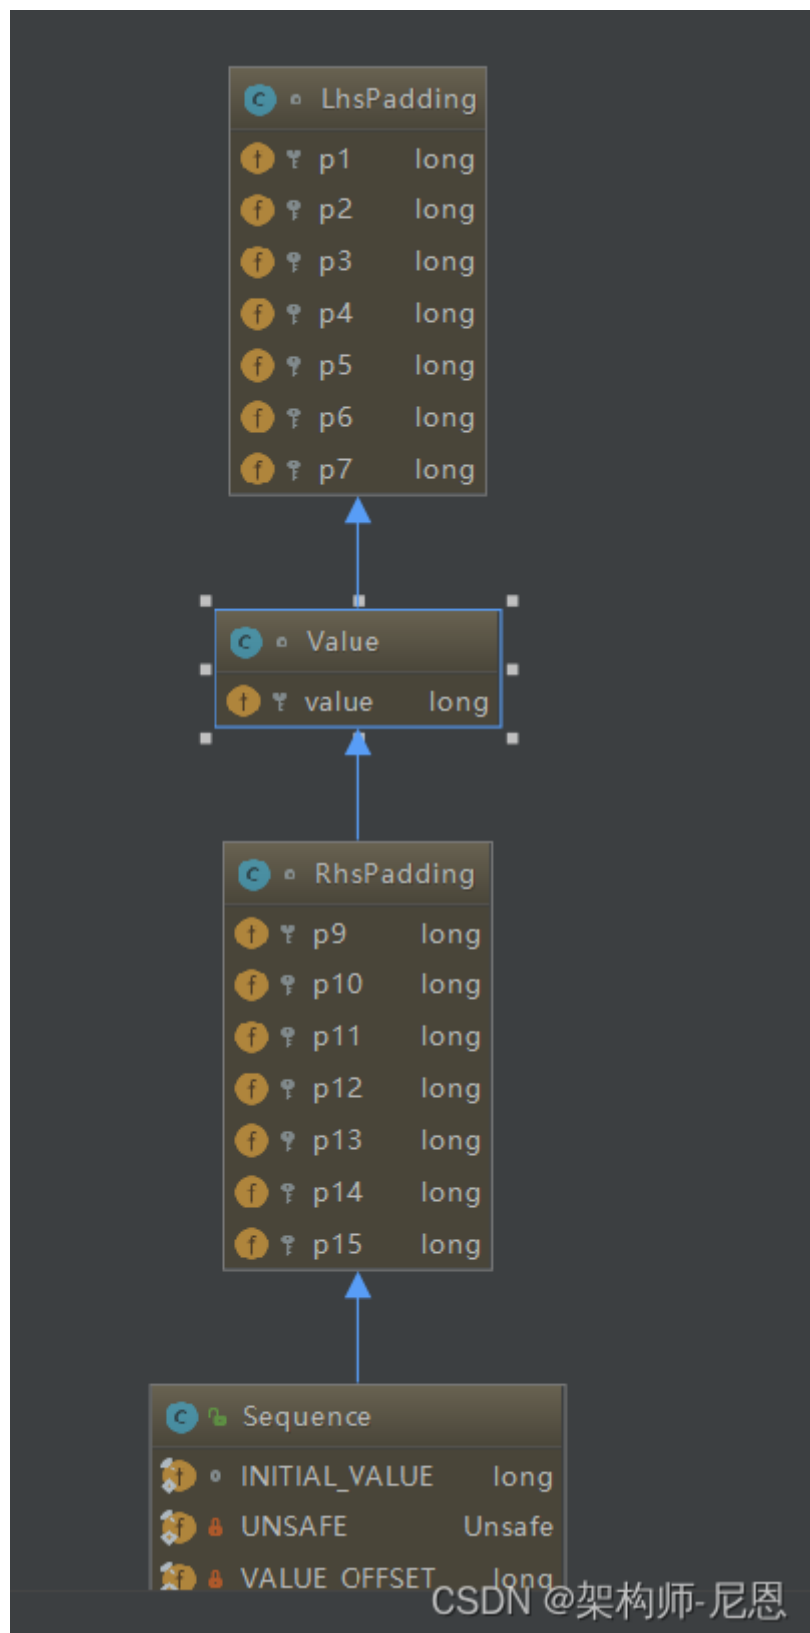 LhsPadding
p1 long
p2 long
p3 long
p4 long
p5 long
p6 long
p7 long
Value
value long
RhsPadding
p9 long
p10 long
p11 long
p12 long
p13 long
p14 long
p15 long
Sequence
INITIAL_VALUE long
UNSAFE Unsafe
VALUE_OFFSET long
CSDN @架构师-尼恩